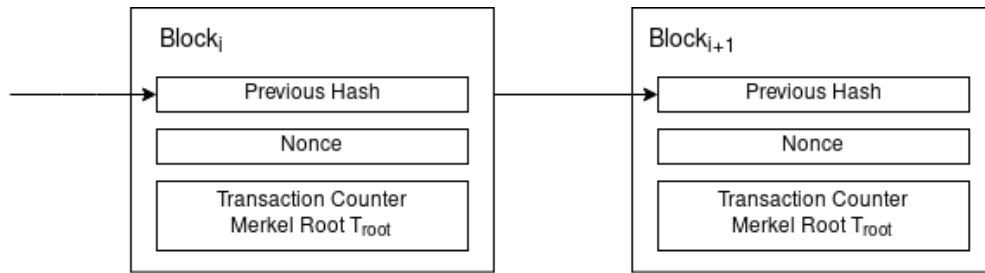 Block_i
Previous Hash
Nonce
Transaction Counter
Merkel Root T_root
Block_i+1
Previous Hash
Nonce
Transaction Counter
Merkel Root T_root